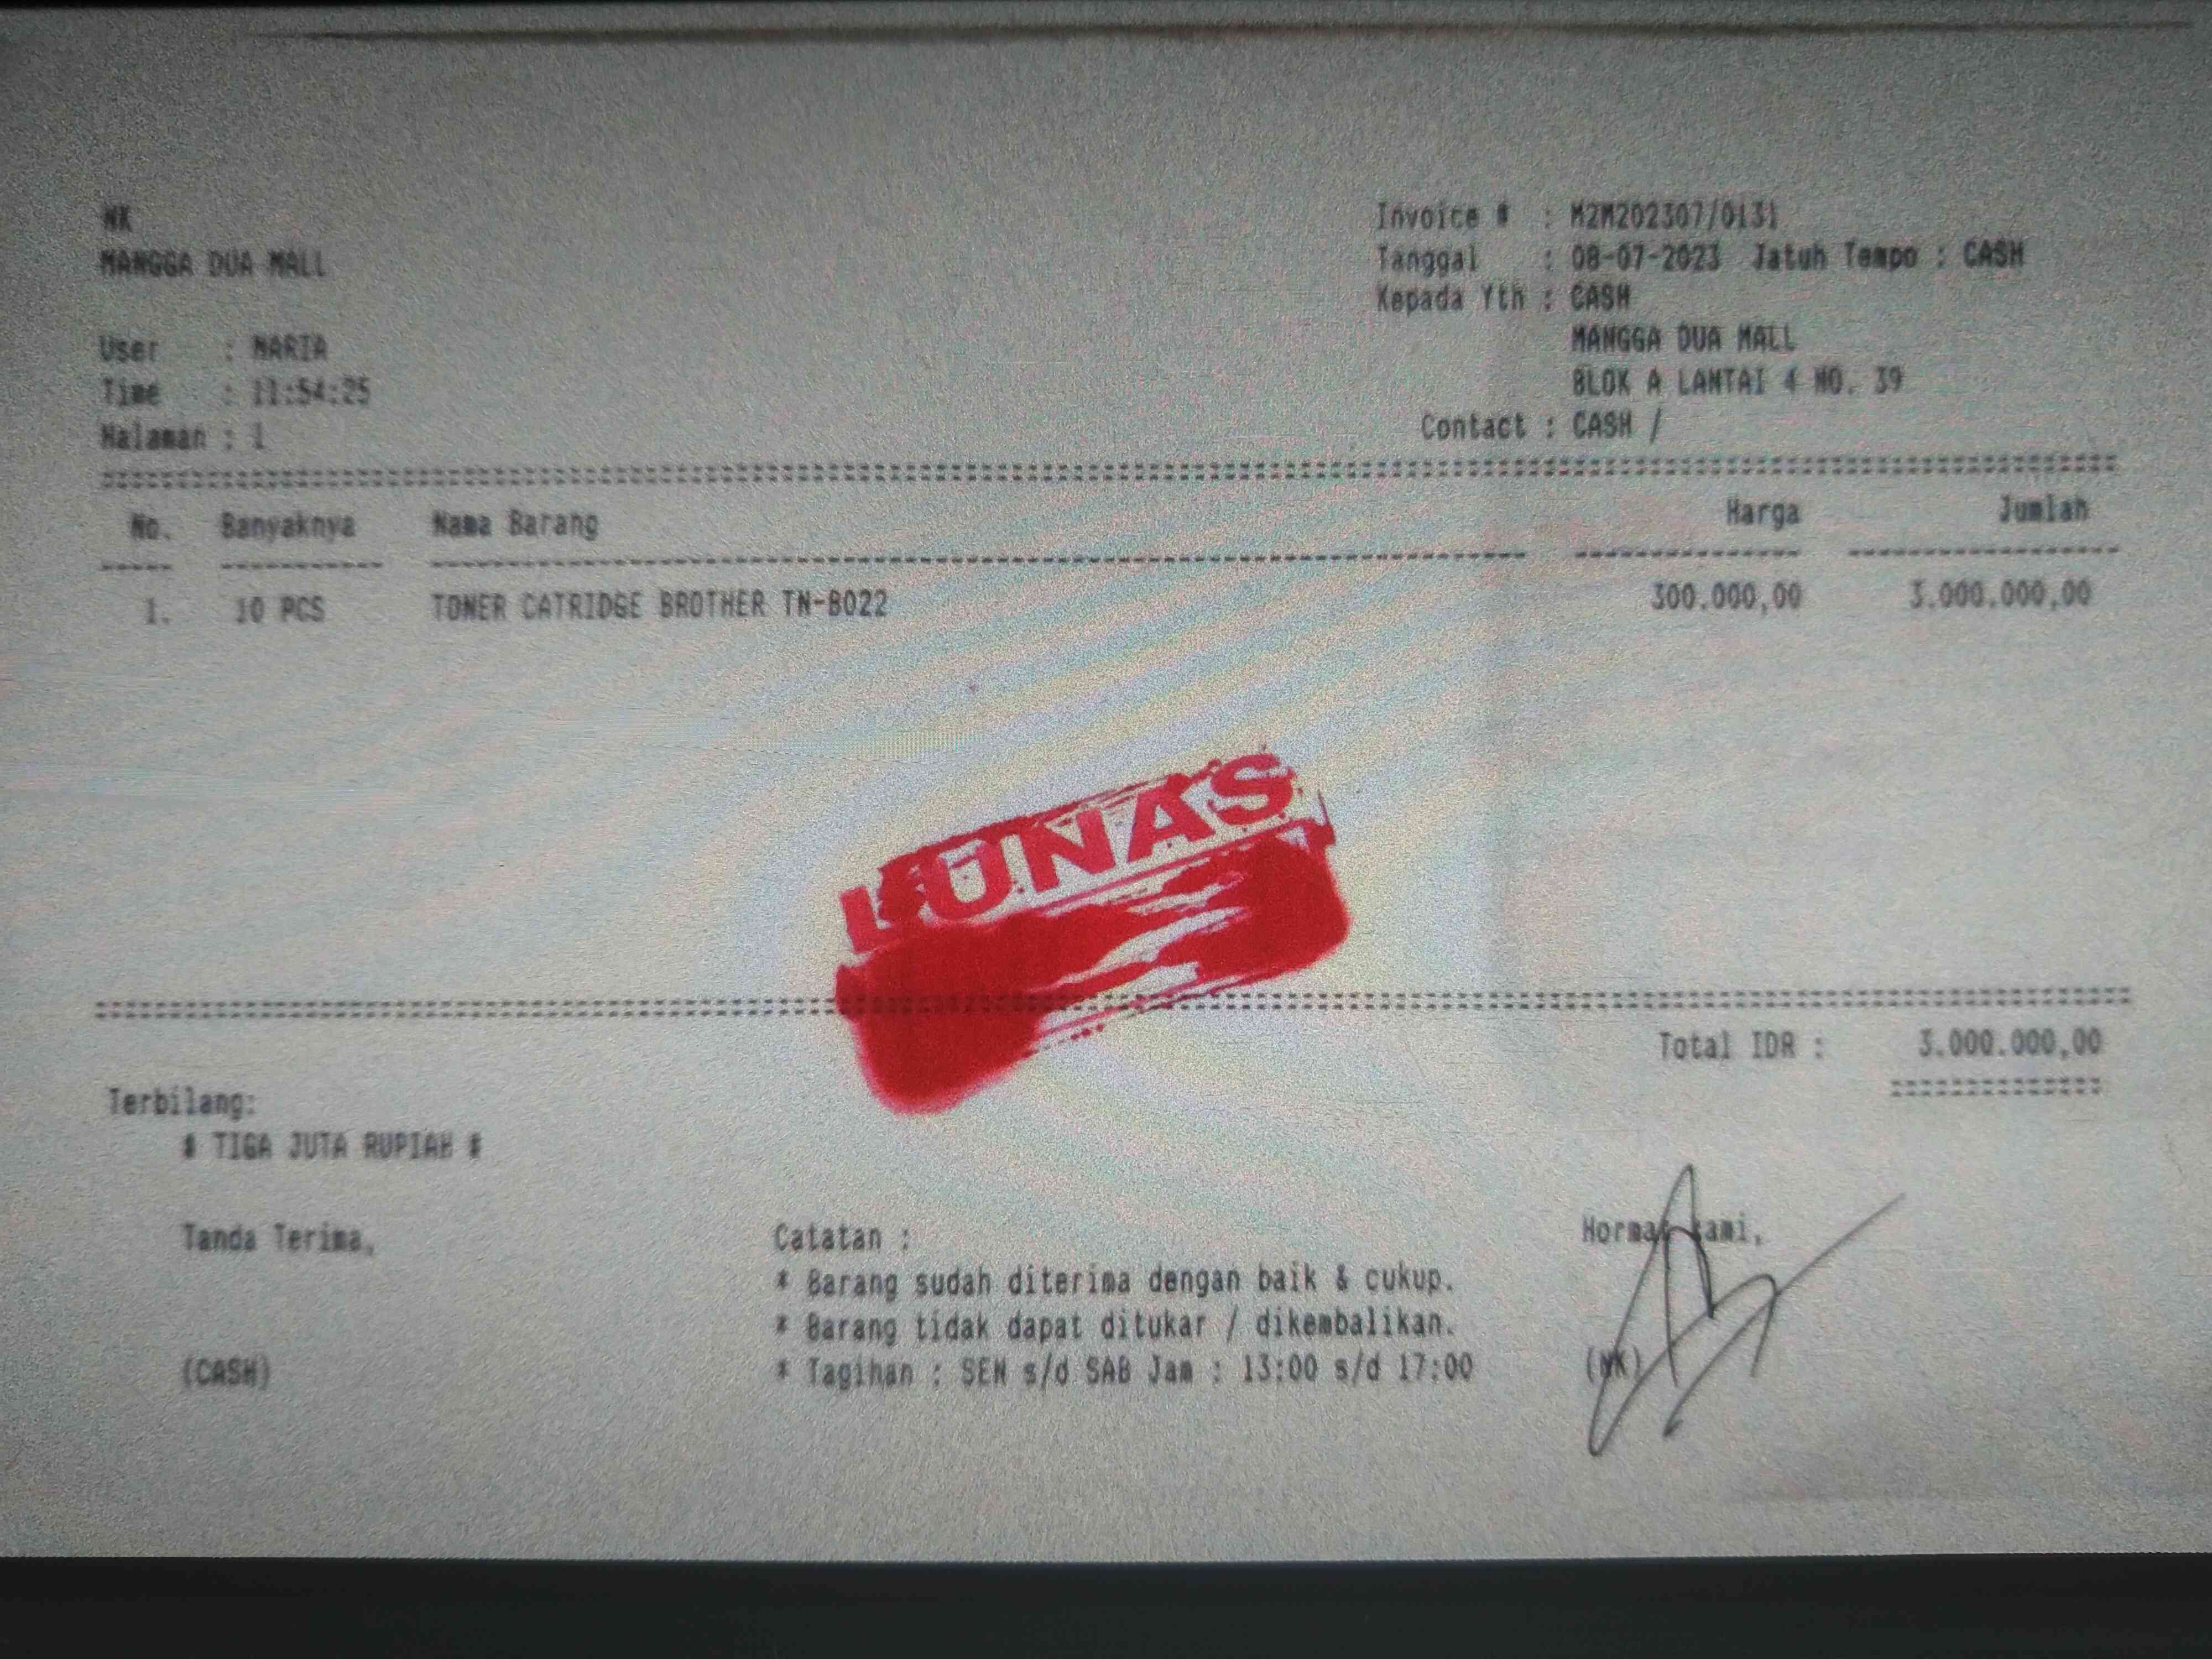 MANGGA DUA MALL
User : MARIA
Time : 11:54:25
Halaman : 1
Invoice # : M2M202307/0131
Tanggal : 08-07-2023 Jatuh Tempo : CASH
Kepada Yth : CASH
MANGGA DUA MALL
BLOK A LANTAI 4 NO. 39
Contact : CASH /
No. Banyaknya Nama Barang Harga Jumlah
1. 10 PCS TONER CATRIDGE BROTHER TN-8022 300.000,00 3.000.000,00
LUNAS
Total IDR : 3.000.000,00
Terbilang:
# TIGA JUTA RUPIAH #
Tanda Terima,
(CASH)
Catatan :
* Barang sudah diterima dengan baik & cukup.
* Barang tidak dapat ditukar / dikembalikan.
* Tagihan : SEN s/d SAB Jam : 13:00 s/d 17:00
Hormat kami,